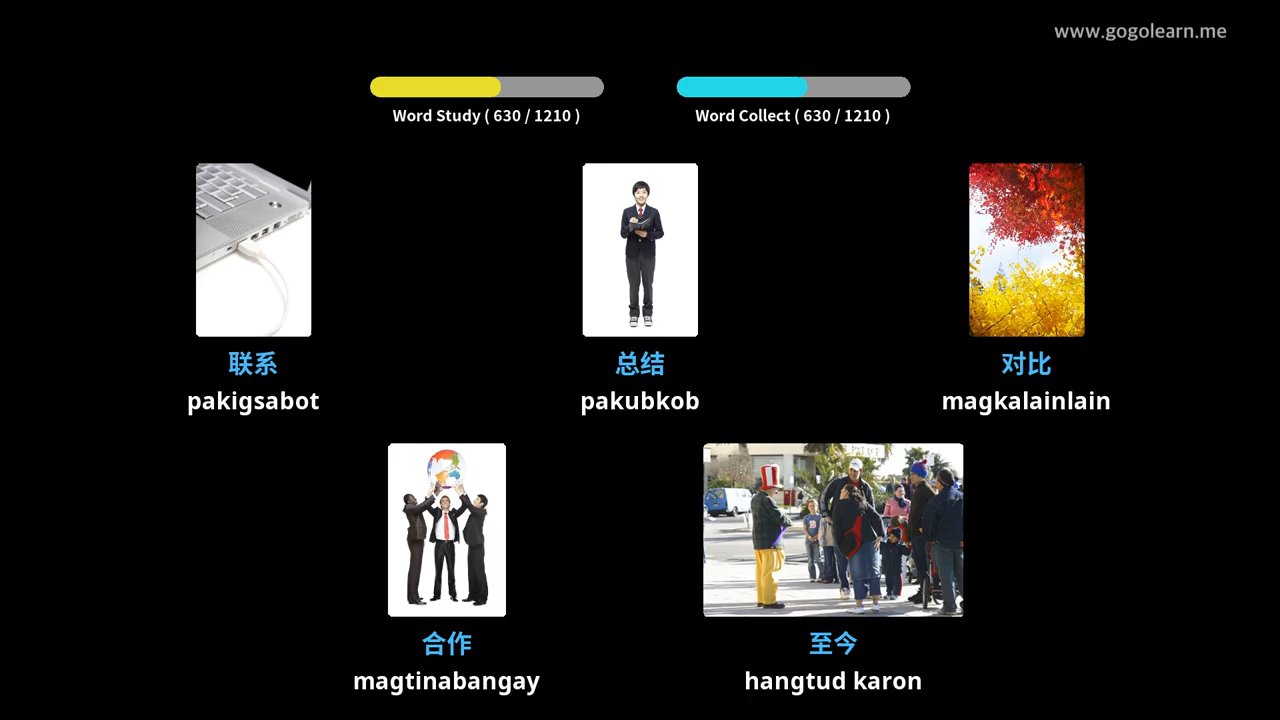 www.gogolearn.me
Word Study ( 630 / 1210 )
Word Collect ( 630 / 1210 )
联系
pakigsabot
总结
pakubkob
对比
magkalainlain
合作
magtinabangay
至今
hangtud karon